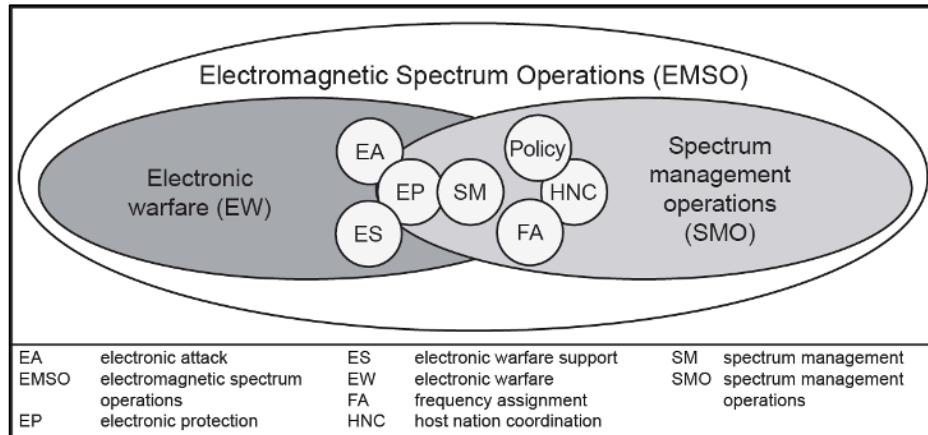 Electromagnetic Spectrum Operations (EMSO)
Electronic
warfare (EW)
EA
EP
ES
SM
Policy
HNC
FA
Spectrum
management
operations
(SMO)
EA electronic attack
EMSO electromagnetic spectrum
operations
EP electronic protection
ES electronic warfare support
EW electronic warfare
FA frequency assignment
HNC host nation coordination
SM spectrum management
SMO spectrum management
operations